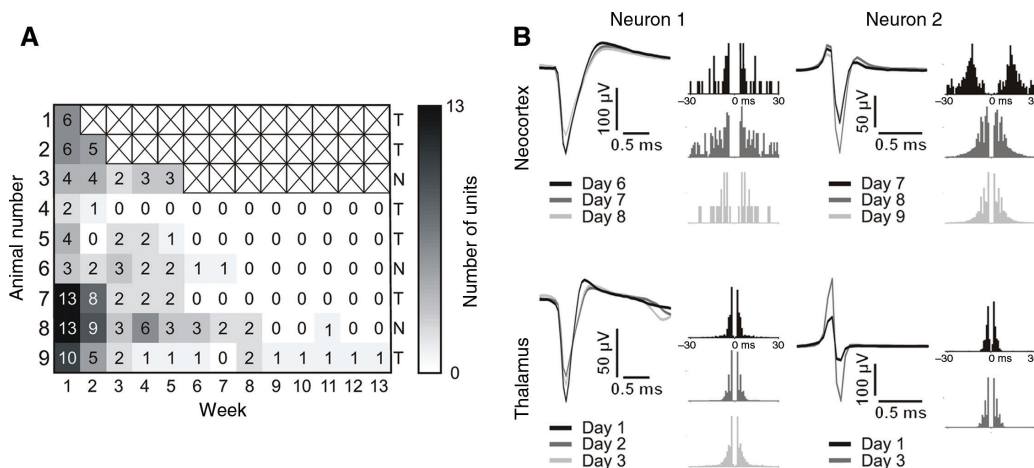 A
Animal number
1 6 T
2 6 5 T
3 4 4 2 3 3 N
4 2 1 0 0 0 0 0 0 0 0 0 0 0 T
5 4 0 2 2 1 0 0 0 0 0 0 0 0 T
6 3 2 3 2 2 1 1 0 0 0 0 0 0 N
7 13 8 2 2 2 0 0 0 0 0 0 0 0 T
8 13 9 3 6 3 3 2 2 0 0 1 0 0 N
9 10 5 2 1 1 1 0 2 1 1 1 1 1 T
1 2 3 4 5 6 7 8 9 10 11 12 13
Week
13
Number of units
0
B
Neuron 1
Neuron 2
Neocortex
100 µV
0.5 ms
−30 0 ms 30
Day 6
Day 7
Day 8
50 µV
0.5 ms
−30 0 ms 3
Day 7
Day 8
Day 9
Thalamus
50 µV
0.5 ms
−30 0 ms 30
Day 1
Day 2
Day 3
100 µV
0.5 ms
−30 0 ms 3
Day 1
Day 3